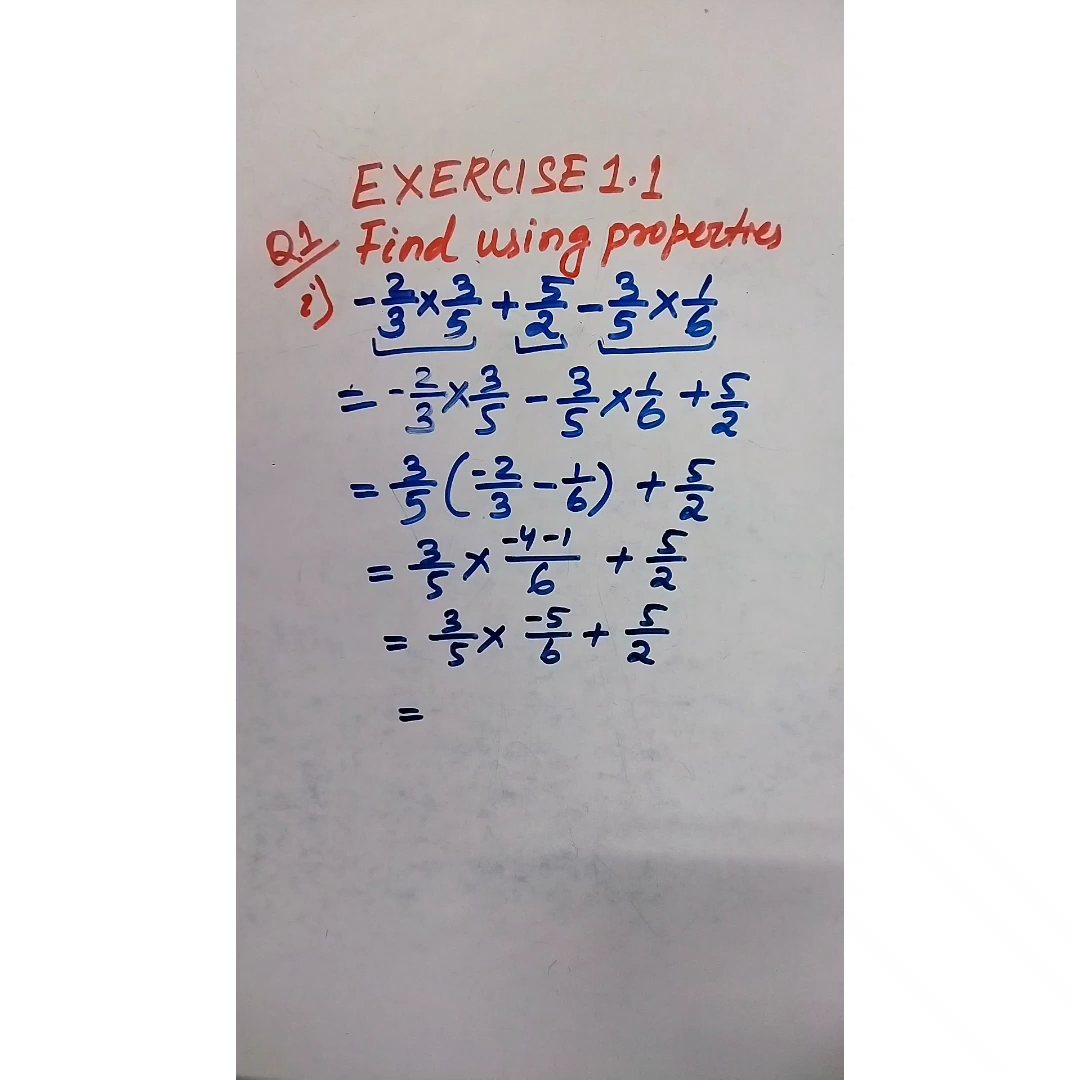 EXERCISE 1.1
Q1 Find using properties
i) -2/3 × 3/5 + 5/2 - 3/5 × 1/6
= -2/3 × 3/5 - 3/5 × 1/6 + 5/2
= 3/5 (-2/3 - 1/6) + 5/2
= 3/5 × -4-1/6 + 5/2
= 3/5 × -5/6 + 5/2
=